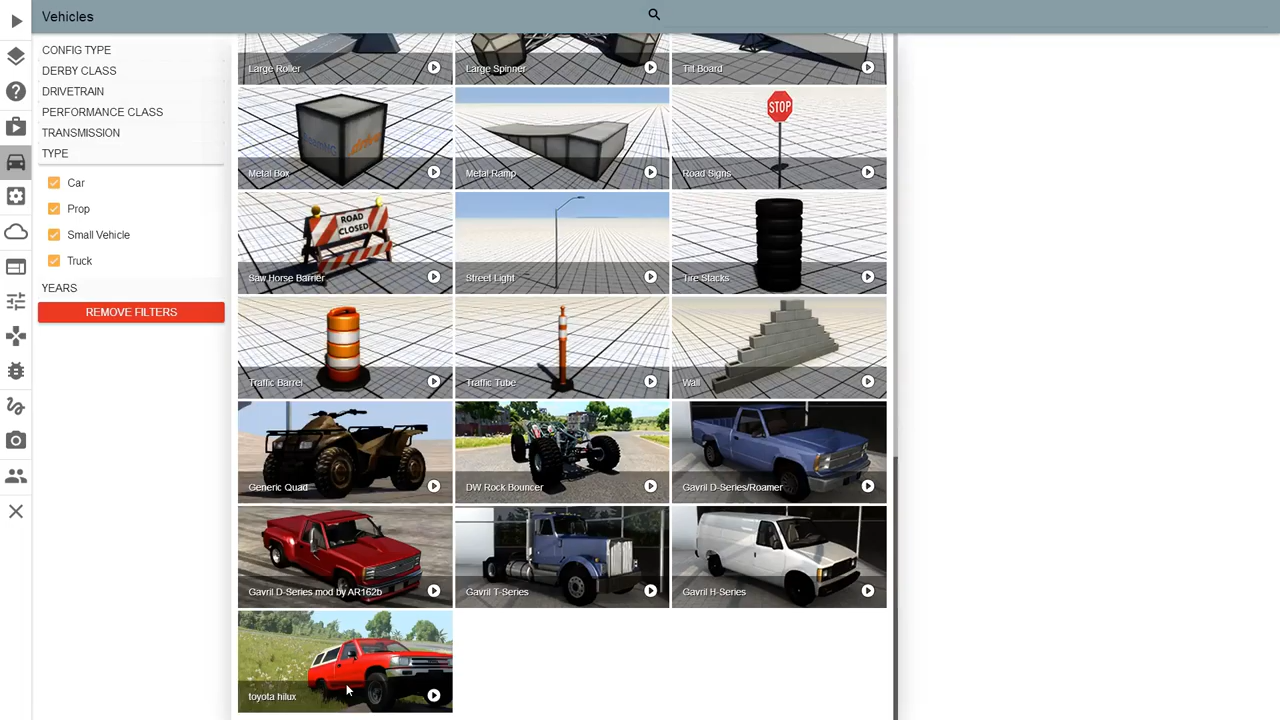 Vehicles
CONFIG TYPE
DERBY CLASS
DRIVETRAIN
PERFORMANCE CLASS
TRANSMISSION
TYPE
Car
Prop
Small Vehicle
Truck
YEARS
REMOVE FILTERS
Large Roller
Large Spinner
Tilt Board
STOP
Metal Box
Metal Ramp
Road Signs
ROAD
CLOSED
Saw Horse Barrier
Street Light
Tire Stacks
Traffic Barrel
Traffic Tube
Wall
Generic Quad
DW Rock Bouncer
Gavril D-Series/Roamer
Gavril D-Series mod by AR162b
Gavril T-Series
Gavril H-Series
toyota hilux